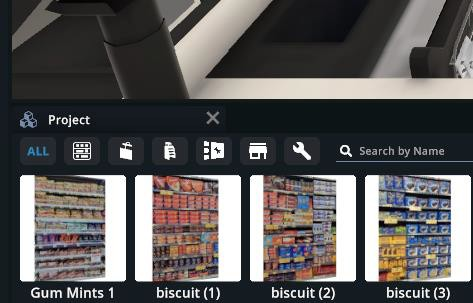 Project
ALL
Search by Name
Gum Mints 1
biscuit (1)
biscuit (2)
biscuit (3)